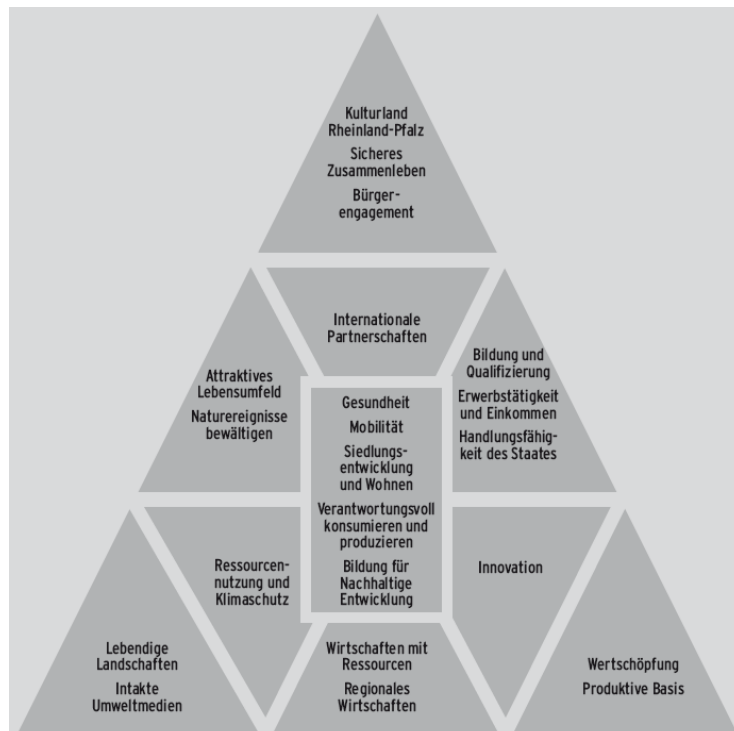 Kulturland
Rheinland-Pfalz
Sicheres
Zusammenleben
Bürger-
engagement
Internationale
Partnerschaften
Attraktives
Lebensumfeld
Naturereignisse
bewältigen
Bildung und
Qualifizierung
Erwerbstätigkeit
und Einkommen
Handlungsfähig-
keit des Staates
Gesundheit
Mobilität
Siedlungs-
entwicklung
und Wohnen
Verantwortungsvoll
konsumieren und
produzieren
Bildung für
Nachhaltige
Entwicklung
Ressourcen-
nutzung und
Klimaschutz
Innovation
Lebendige
Landschaften
Intakte
Umweltmedien
Wirtschaften mit
Ressourcen
Regionales
Wirtschaften
Wertschöpfung
Produktive Basis